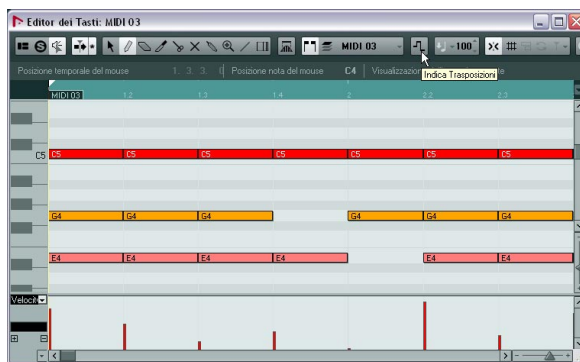 Editor dei Tasti: MIDI 03
MIDI 03 -100
Posizione temporale del mouse 1. 3. 3. Posizione nota del mouse C4 Visualizzazion
Indica Trasposizioni
MIDI 03 1.2 1.3 1.4 2 2.2 2.3
C5 C5 C5 C5 C5 C5 C5 C5
G4 G4 G4 G4 G4 G4
E4 E4 E4 E4 E4 E4
Velocit